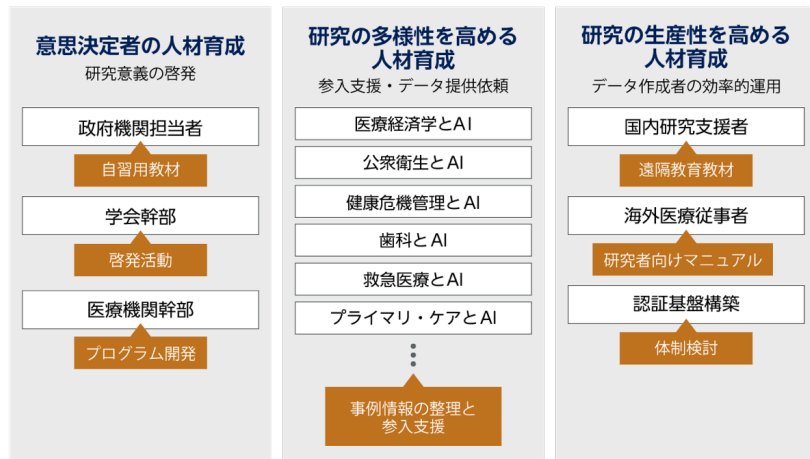 意思決定者の人材育成
研究意義の啓発
政府機関担当者
自習用教材
学会幹部
啓発活動
医療機関幹部
プログラム開発
研究の多様性を高める
人材育成
参入支援・データ提供依頼
医療経済学とAI
公衆衛生とAI
健康危機管理とAI
歯科とAI
救急医療とAI
プライマリ・ケアとAI
事例情報の整理と
参入支援
研究の生産性を高める
人材育成
データ作成者の効率的運用
国内研究支援者
遠隔教育教材
海外医療従事者
研究者向けマニュアル
認証基盤構築
体制検討